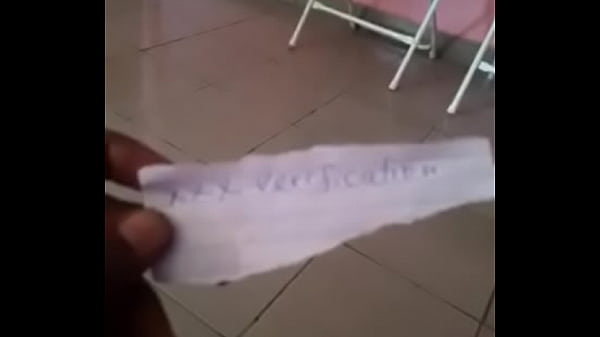 xxx verification